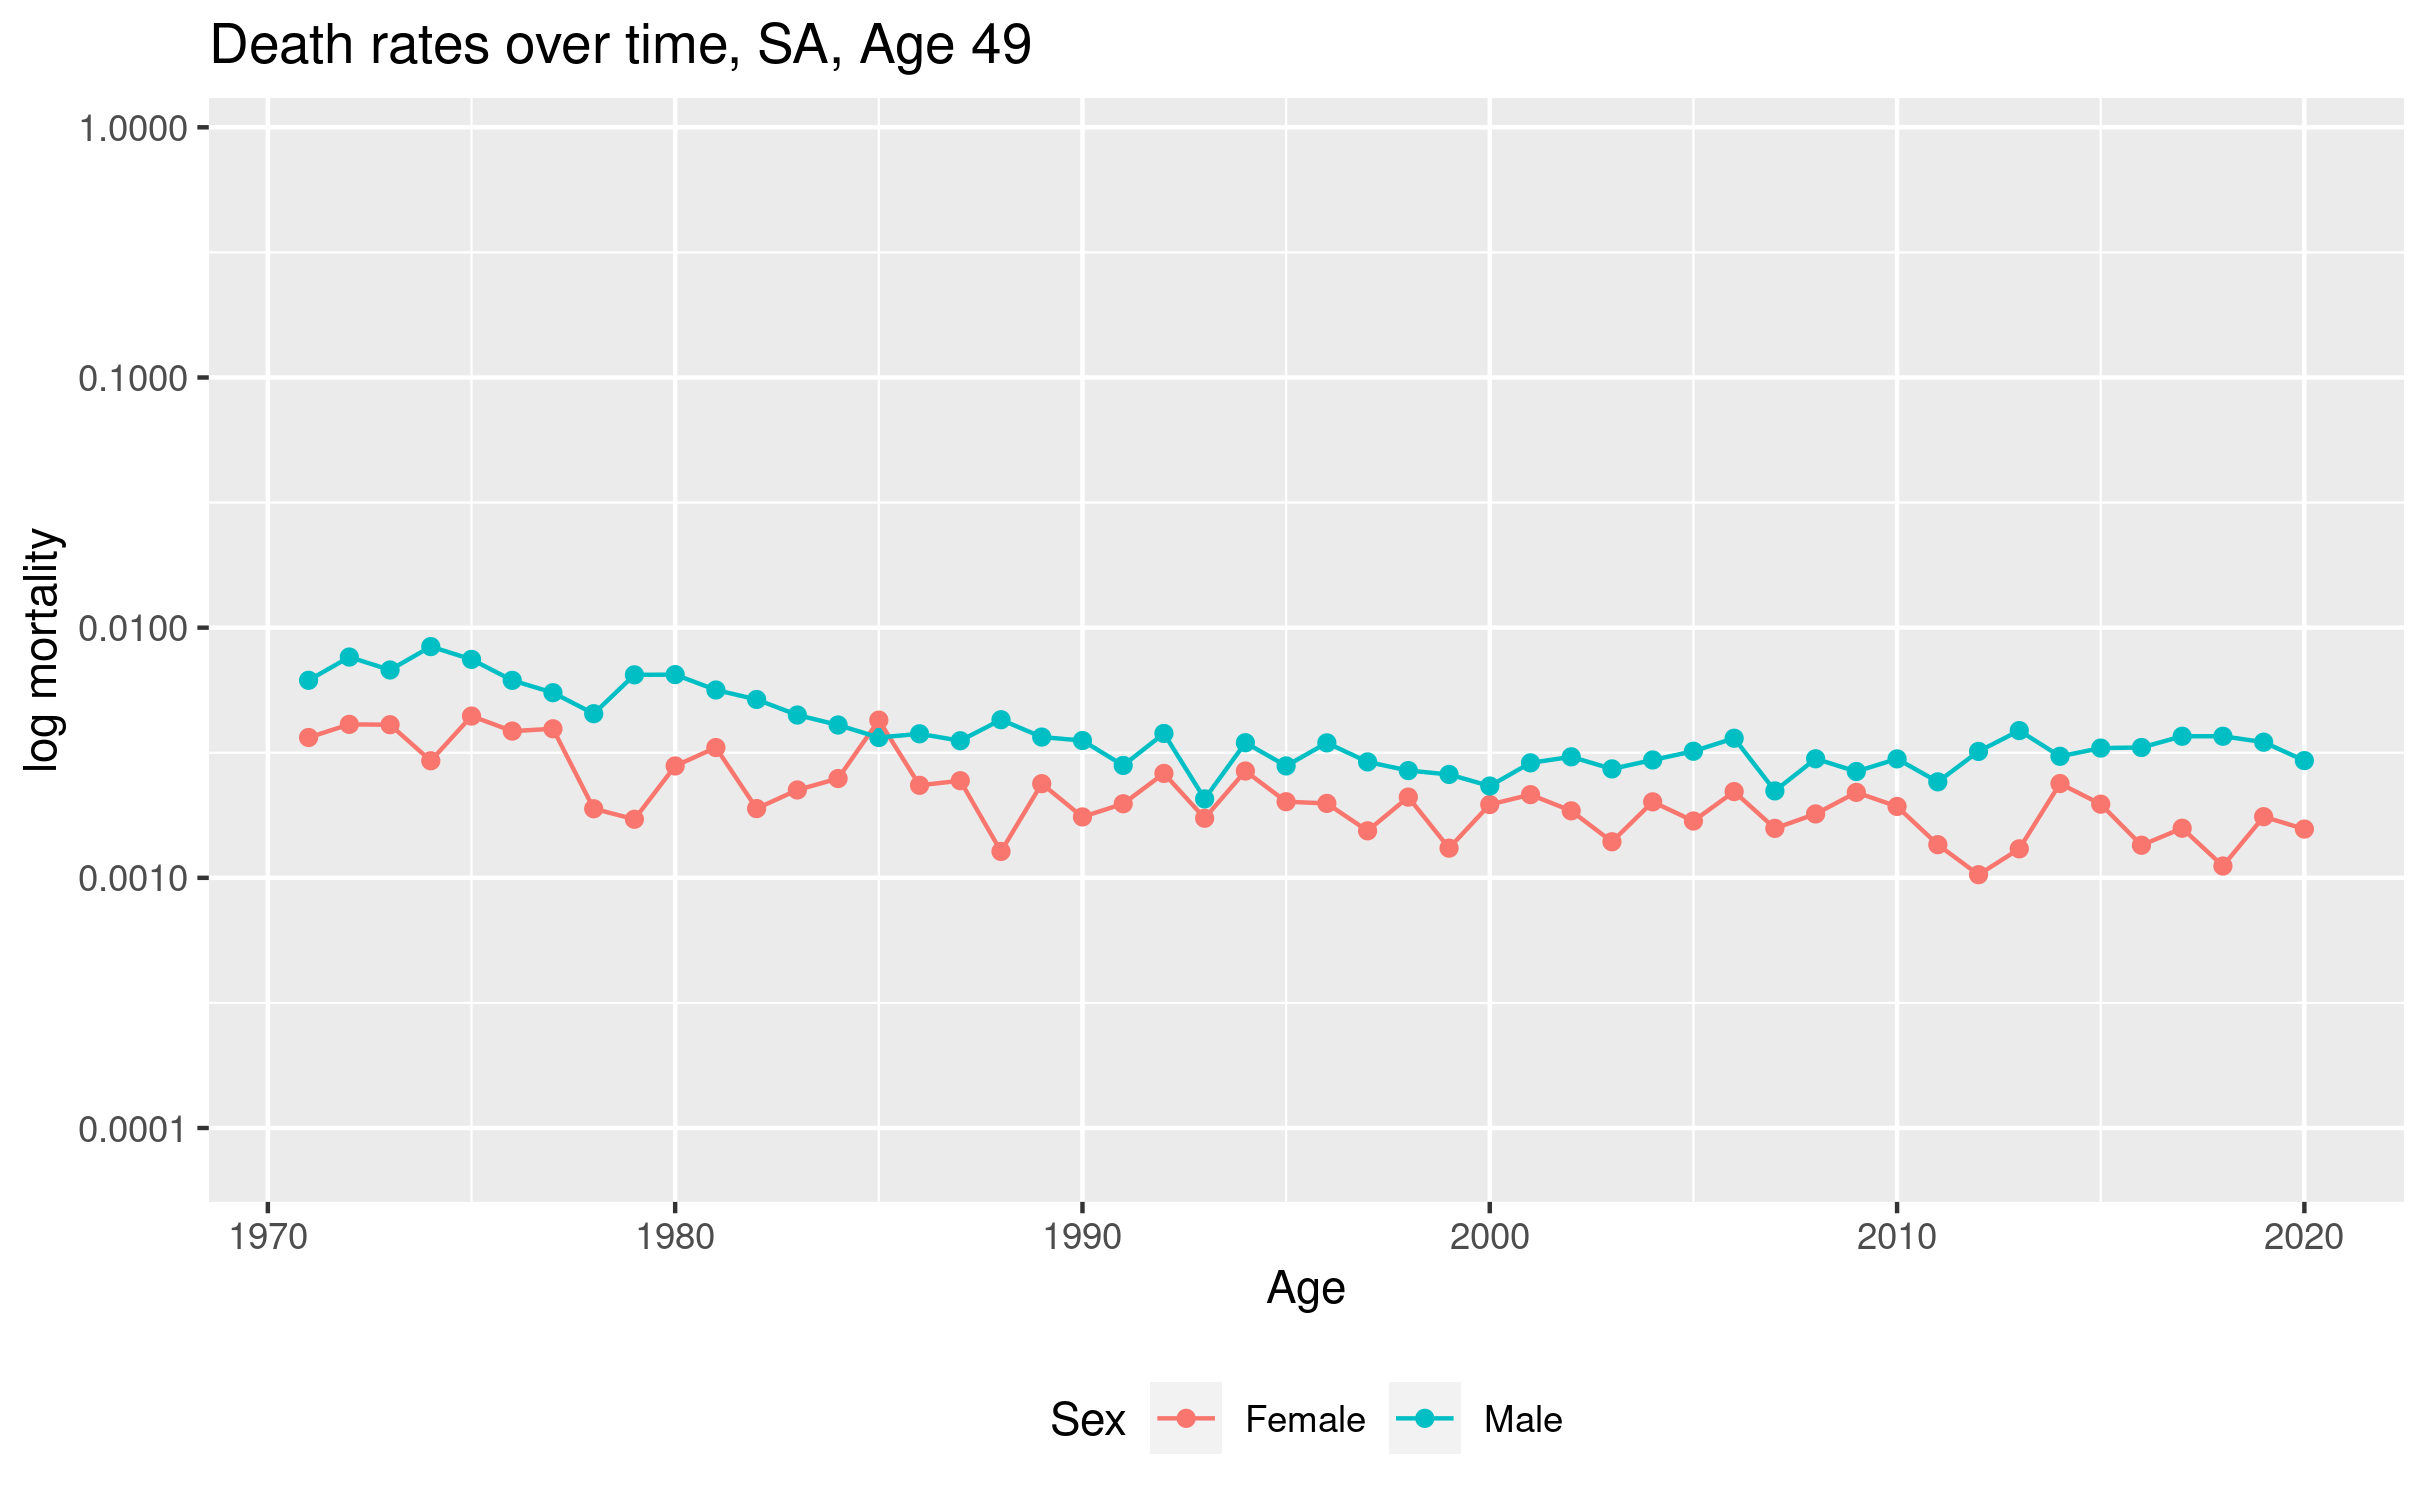 Death rates over time, SA, Age 49
log mortality
1.0000
0.1000
0.0100
0.0010
0.0001
1970 1980 1990 2000 2010 2020
Age
Sex Female Male